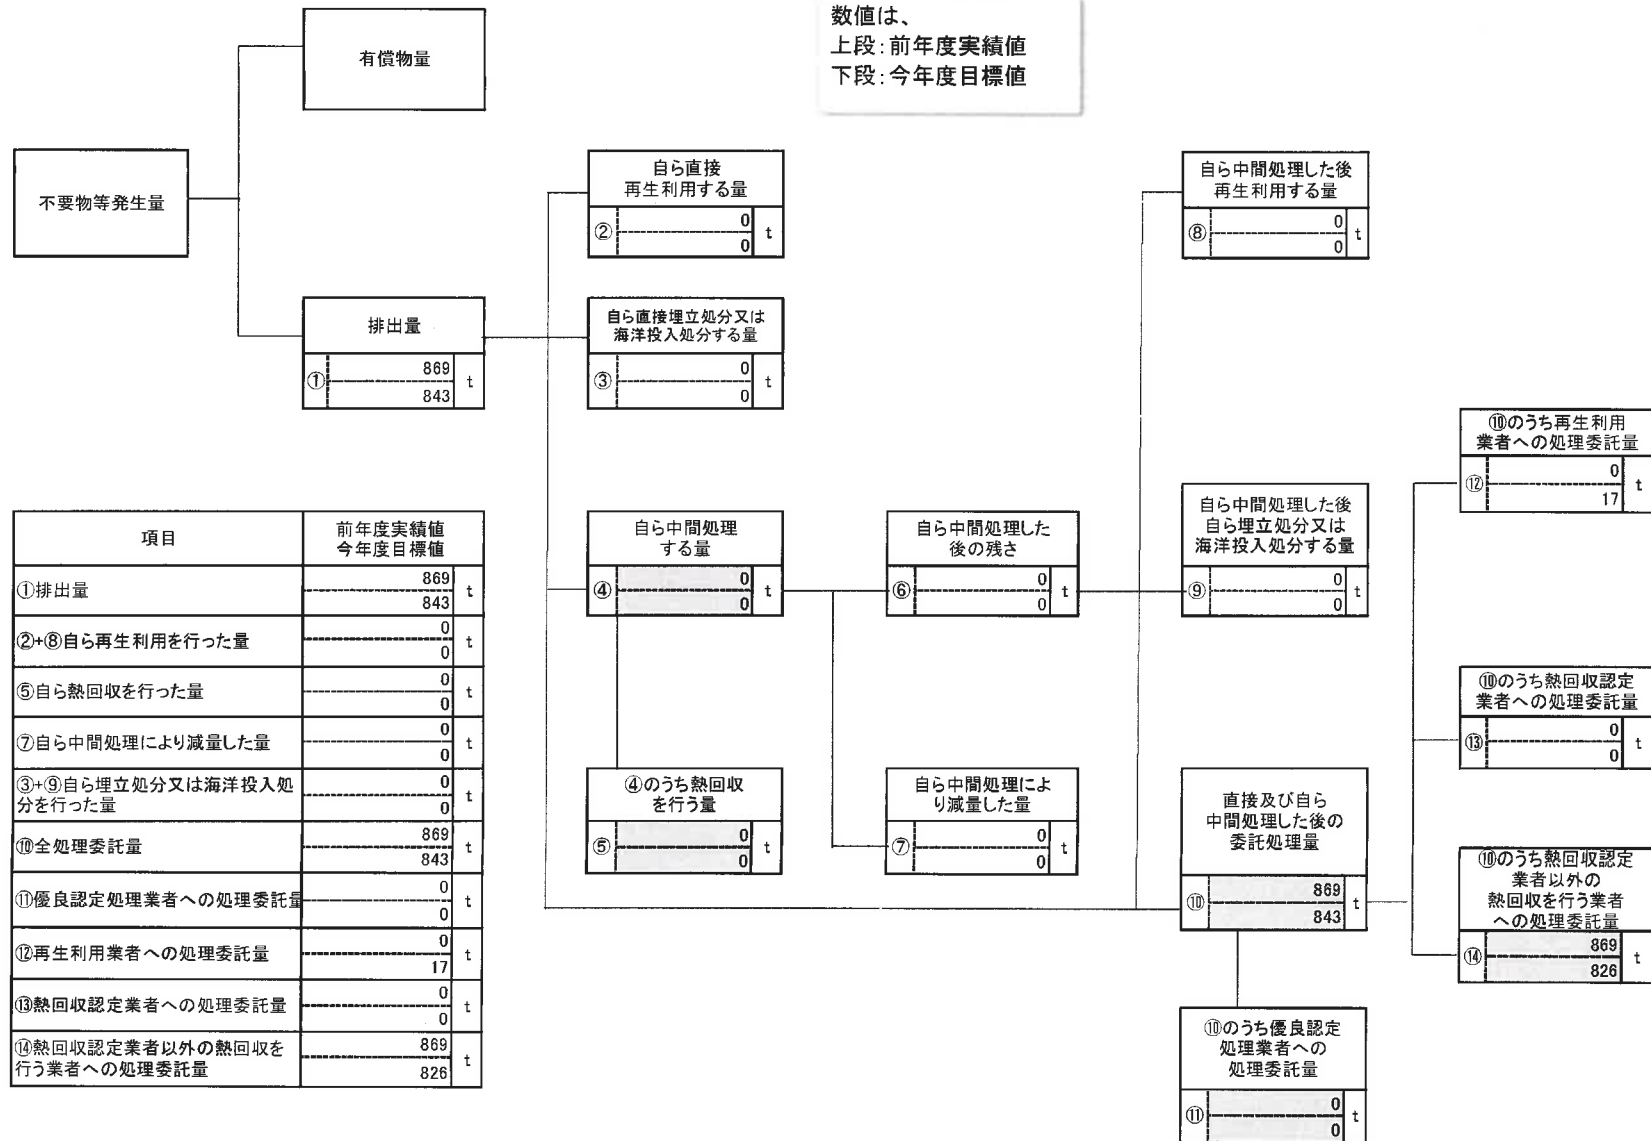 数値は、
上段:前年度実績値
下段:今年度目標値
有償物量
不要物等発生量
排出量
① 869 t
843
自ら直接
再生利用する量
② 0 t
0
自ら直接埋立処分又は
海洋投入処分する量
③ 0 t
0
自ら中間処理した後
再生利用する量
⑧ 0 t
0
自ら中間処理
する量
④ 0 t
0
自ら中間処理した
後の残さ
⑥ 0 t
0
自ら中間処理した後
自ら埋立処分又は
海洋投入処分する量
⑨ 0 t
0
④のうち熱回収
を行う量
⑤ 0 t
0
自ら中間処理によ
り減量した量
⑦ 0 t
0
直接及び自ら
中間処理した後の
委託処理量
⑩ 869 t
843
⑩のうち優良認定
処理業者への
処理委託量
⑪ 0 t
0
⑩のうち再生利用
業者への処理委託量
⑫ 0 t
17
⑩のうち熱回収認定
業者への処理委託量
⑬ 0 t
0
⑩のうち熱回収認定
業者以外の
熱回収を行う業者
への処理委託量
⑭ 869 t
826
項目 前年度実績値
今年度目標値
①排出量 869 t
843
②+⑧自ら再生利用を行った量 0 t
0
⑤自ら熱回収を行った量 0 t
0
⑦自ら中間処理により減量した量 0 t
0
③+⑨自ら埋立処分又は海洋投入処 0 t
分を行った量 0
⑩全処理委託量 869 t
843
⑪優良認定処理業者への処理委託量 0 t
0
⑫再生利用業者への処理委託量 0 t
17
⑬熱回収認定業者への処理委託量 0 t
0
⑭熱回収認定業者以外の熱回収を 869 t
行う業者への処理委託量 826